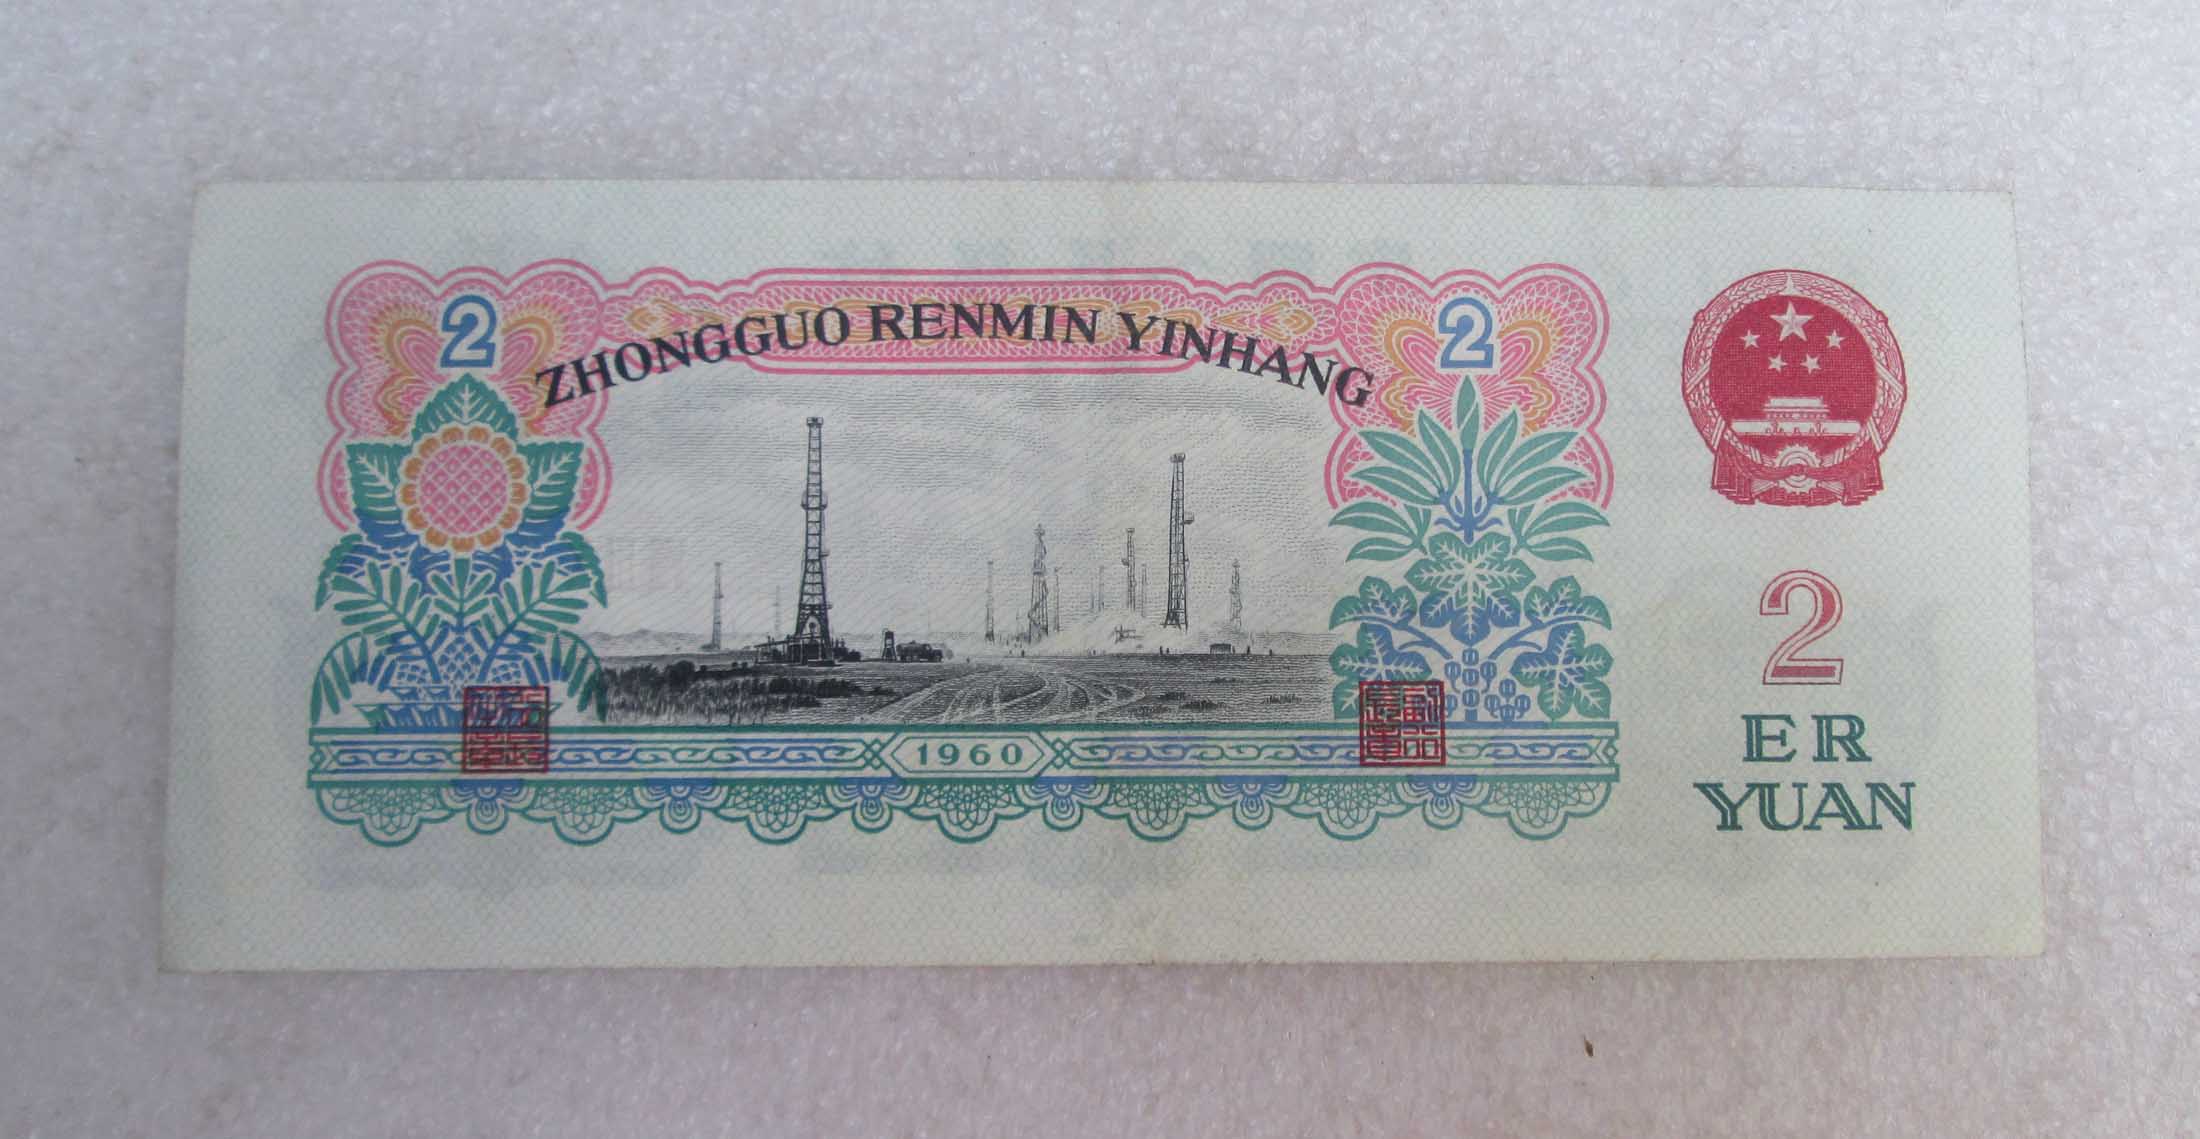 2
ZHONGGUO RENMIN YINHANG
2
2
ER
YUAN
1960